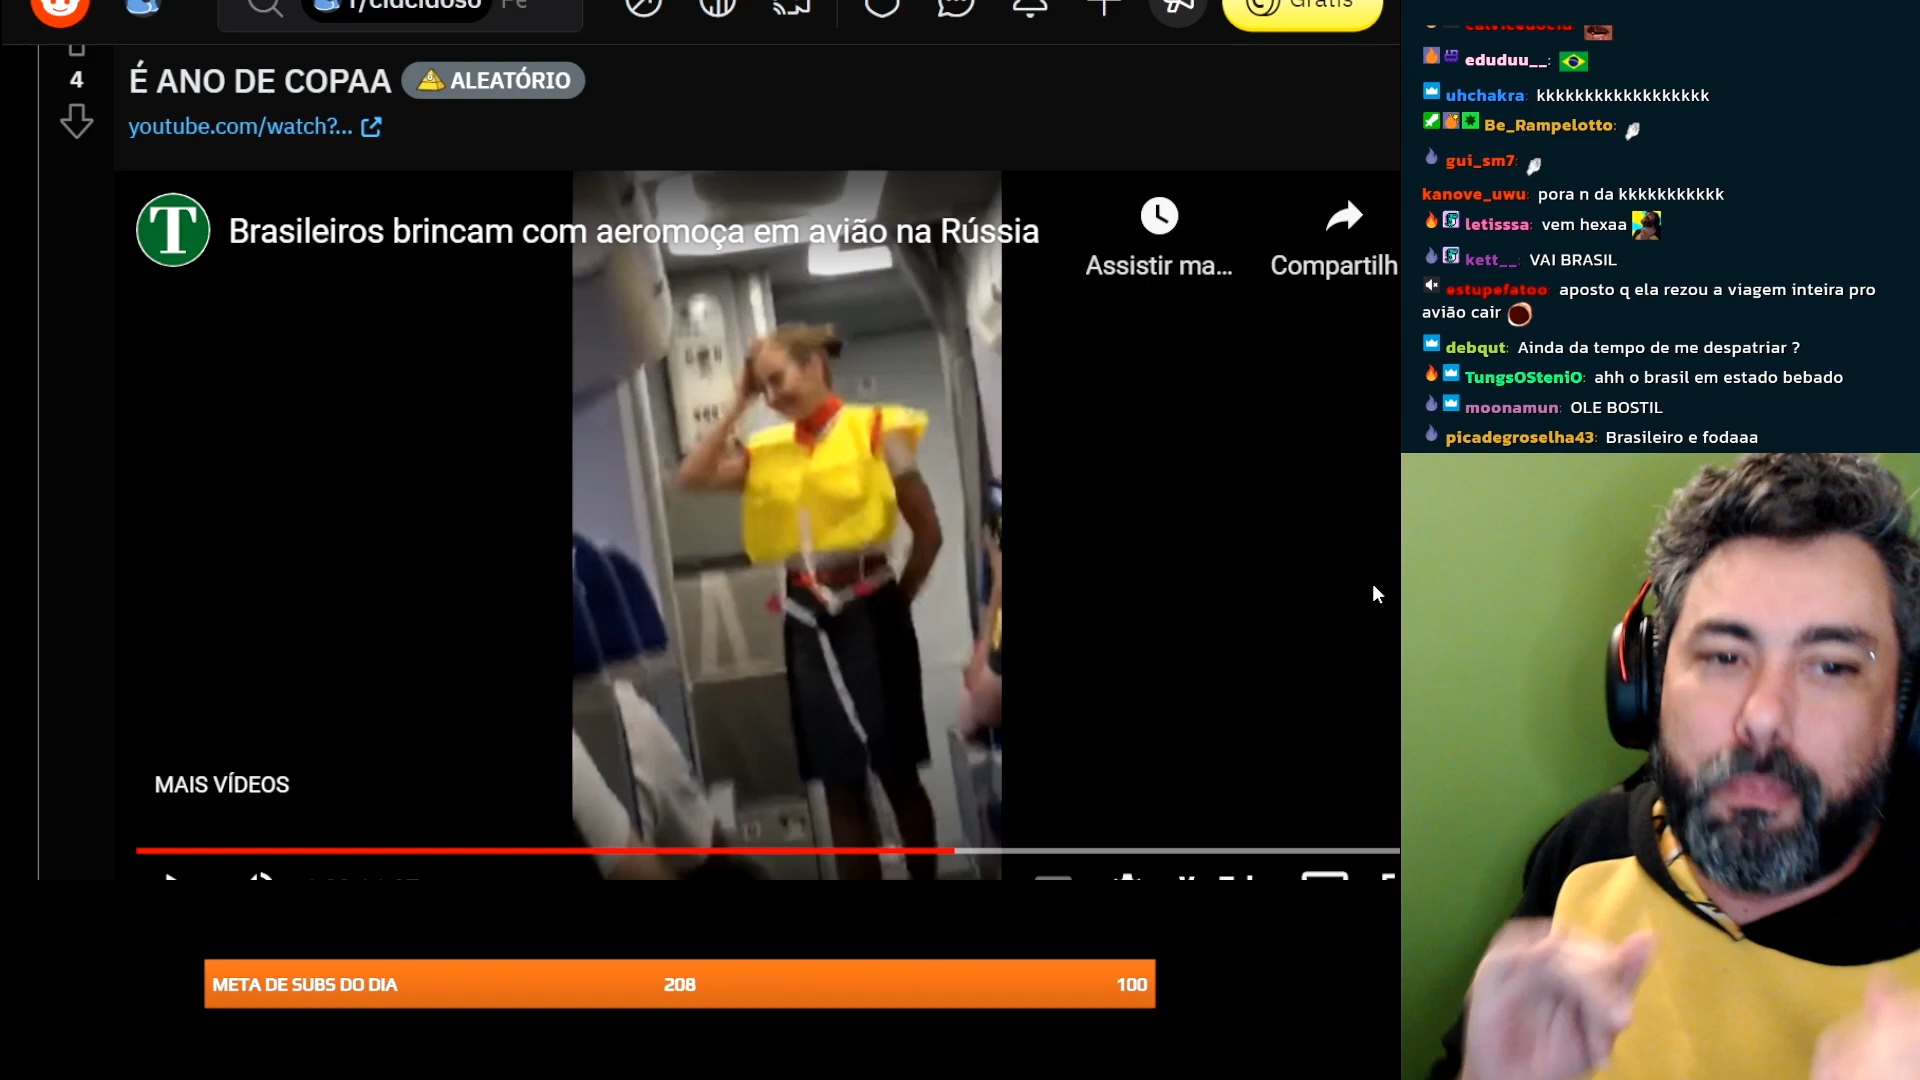 Grátis
4
É ANO DE COPAA
ALEATÓRIO
youtube.com/watch?...
T
Brasileiros brincam com aeromoça em avião na Rússia
Assistir ma...
Compartilh
MAIS VÍDEOS
META DE SUBS DO DIA 208 100
eduduu__:
uhchakra: kkkkkkkkkkkkkkkkkk
Be_Rampelotto:
gui_sm7:
kanove_uwu: pora n da kkkkkkkkkkk
letisssa: vem hexaa
kett__: VAI BRASIL
estupefatoo: aposto q ela rezou a viagem inteira pro
avião cair
debqut: Ainda da tempo de me despatriar ?
TungsOSteniO: ahh o brasil em estado bebado
moonamun: OLE BOSTIL
picadegroselha43: Brasileiro e fodaaa